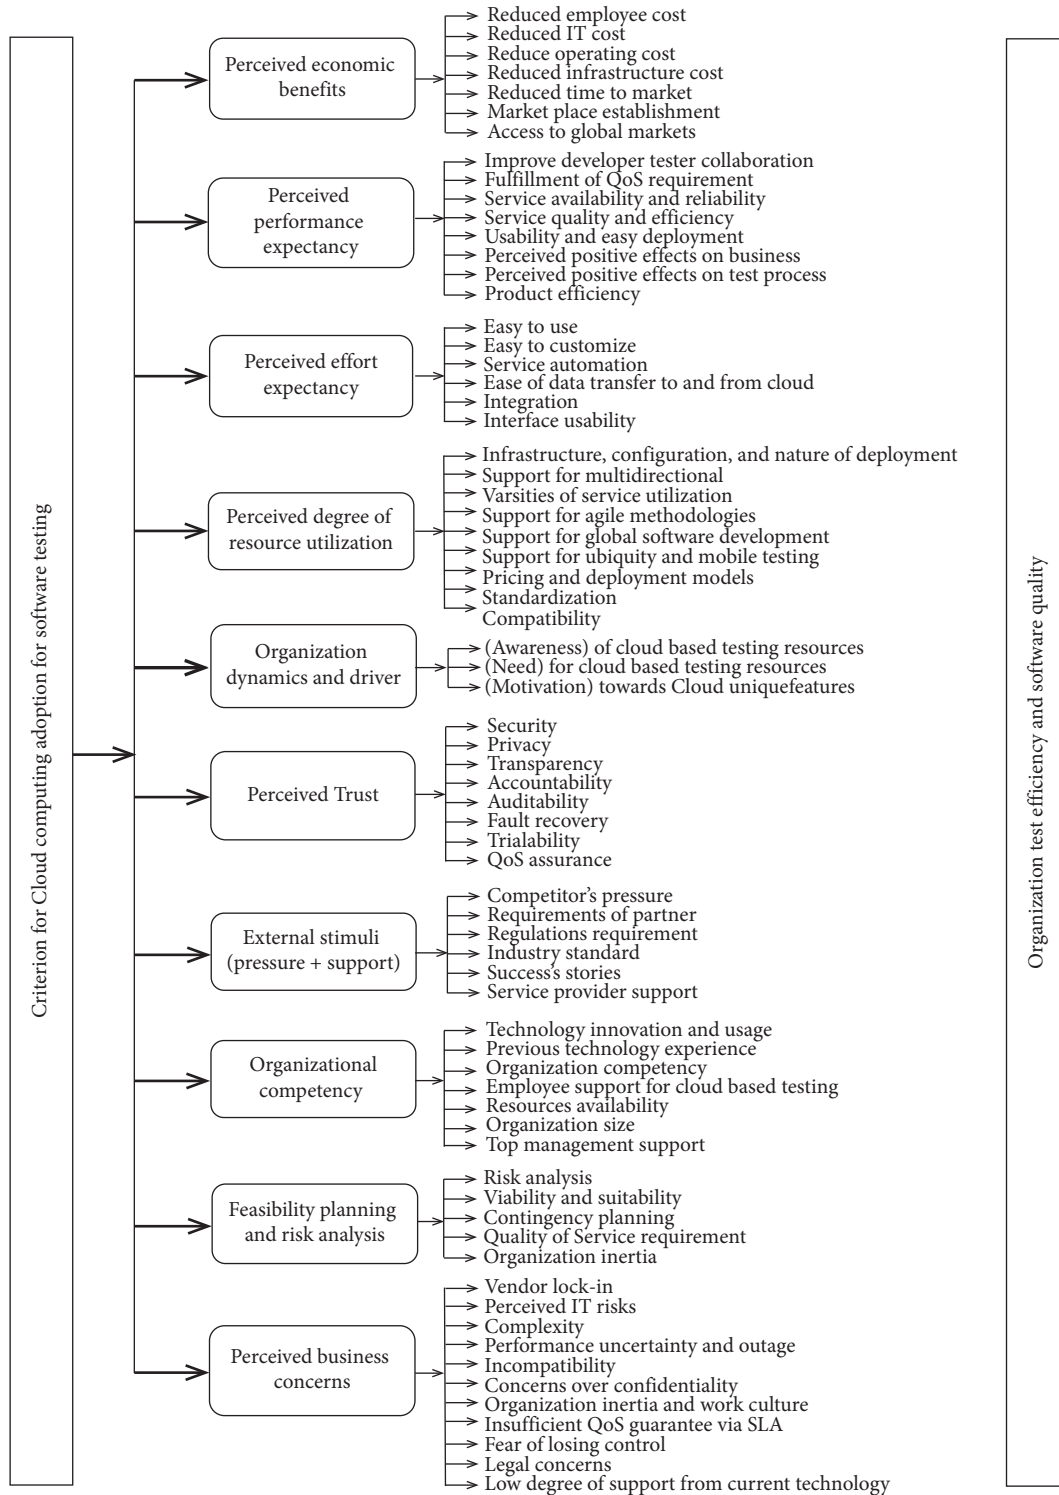 Criterion for Cloud computing adoption for software testing
Perceived economic
benefits
Reduced employee cost
Reduced IT cost
Reduce operating cost
Reduced infrastructure cost
Reduced time to market
Market place establishment
Access to global markets
Perceived
performance
expectancy
Improve developer tester collaboration
Fulfillment of QoS requirement
Service availability and reliability
Service quality and efficiency
Usability and easy deployment
Perceived positive effects on business
Perceived positive effects on test process
Product efficiency
Perceived effort
expectancy
Easy to use
Easy to customize
Service automation
Ease of data transfer to and from cloud
Integration
Interface usability
Perceived degree of
resource utilization
Infrastructure, configuration, and nature of deployment
Support for multidirectional
Varsities of service utilization
Support for agile methodologies
Support for global software development
Support for ubiquity and mobile testing
Pricing and deployment models
Standardization
Compatibility
Organization
dynamics and driver
(Awareness) of cloud based testing resources
(Need) for cloud based testing resources
(Motivation) towards Cloud uniquefeatures
Perceived Trust
Security
Privacy
Transparency
Accountability
Auditability
Fault recovery
Trialability
QoS assurance
External stimuli
(pressure + support)
Competitor's pressure
Requirements of partner
Regulations requirement
Industry standard
Success's stories
Service provider support
Organizational
competency
Technology innovation and usage
Previous technology experience
Organization competency
Employee support for cloud based testing
Resources availability
Organization size
Top management support
Feasibility planning
and risk analysis
Risk analysis
Viability and suitability
Contingency planning
Quality of Service requirement
Organization inertia
Perceived business
concerns
Vendor lock-in
Perceived IT risks
Complexity
Performance uncertainty and outage
Incompatibility
Concerns over confidentiality
Organization inertia and work culture
Insufficient QoS guarantee via SLA
Fear of losing control
Legal concerns
Low degree of support from current technology
Organization test efficiency and software quality